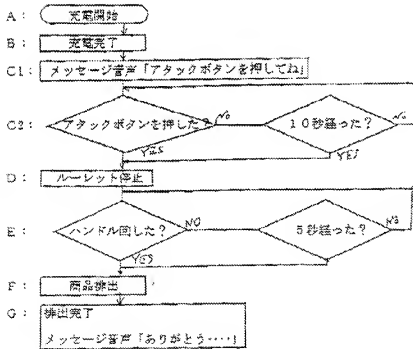 A： 充電開始
B： 充電完了
C1： メッセージ音声「アタックボタンを押してね」
C2： アタックボタンを押した？ No １０秒経った？ No
YES YES
D： ルーレット停止
E： ハンドル回した？ NO ５秒経った？ No
YES
F： 商品排出
G： 排出完了
メッセージ音声「ありがとう‥‥」